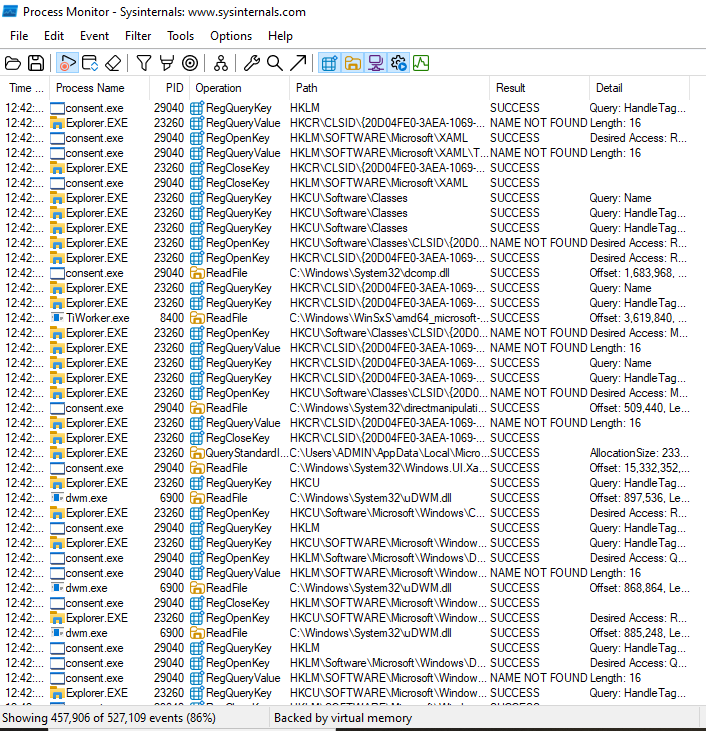 Process Monitor - Sysinternals: www.sysinternals.com
File Edit Event Filter Tools Options Help
Time ... Process Name PID Operation Path Result Detail
12:42:... consent.exe 29040 RegQueryKey HKLM SUCCESS Query: HandleTag...
12:42:... Explorer.EXE 23260 RegQueryValue HKCR\CLSID\{20D04FE0-3AEA-1069-... NAME NOT FOUND Length: 16
12:42:... consent.exe 29040 RegOpenKey HKLM\SOFTWARE\Microsoft\XAML SUCCESS Desired Access: R...
12:42:... consent.exe 29040 RegQueryValue HKLM\SOFTWARE\Microsoft\XAML\T... NAME NOT FOUND Length: 16
12:42:... Explorer.EXE 23260 RegCloseKey HKCR\CLSID\{20D04FE0-3AEA-1069-... SUCCESS
12:42:... consent.exe 29040 RegCloseKey HKLM\SOFTWARE\Microsoft\XAML SUCCESS
12:42:... Explorer.EXE 23260 RegQueryKey HKCU\Software\Classes SUCCESS Query: Name
12:42:... Explorer.EXE 23260 RegQueryKey HKCU\Software\Classes SUCCESS Query: HandleTag...
12:42:... Explorer.EXE 23260 RegQueryKey HKCU\Software\Classes SUCCESS Query: HandleTag...
12:42:... Explorer.EXE 23260 RegOpenKey HKCU\Software\Classes\CLSID\{20D0... NAME NOT FOUND Desired Access: R...
12:42:... Explorer.EXE 23260 RegOpenKey HKCR\CLSID\{20D04FE0-3AEA-1069-... SUCCESS Desired Access: R...
12:42:... consent.exe 29040 ReadFile C:\Windows\System32\dcomp.dll SUCCESS Offset: 1,683,968, ...
12:42:... Explorer.EXE 23260 RegQueryKey HKCR\CLSID\{20D04FE0-3AEA-1069-... SUCCESS Query: Name
12:42:... Explorer.EXE 23260 RegQueryKey HKCR\CLSID\{20D04FE0-3AEA-1069-... SUCCESS Query: HandleTag...
12:42:... TiWorker.exe 8400 ReadFile C:\Windows\WinSxS\amd64_microsoft-... SUCCESS Offset: 3,619,840, ...
12:42:... Explorer.EXE 23260 RegOpenKey HKCU\Software\Classes\CLSID\{20D0... NAME NOT FOUND Desired Access: M...
12:42:... Explorer.EXE 23260 RegQueryValue HKCR\CLSID\{20D04FE0-3AEA-1069-... NAME NOT FOUND Length: 16
12:42:... Explorer.EXE 23260 RegQueryKey HKCR\CLSID\{20D04FE0-3AEA-1069-... SUCCESS Query: Name
12:42:... Explorer.EXE 23260 RegQueryKey HKCR\CLSID\{20D04FE0-3AEA-1069-... SUCCESS Query: HandleTag...
12:42:... Explorer.EXE 23260 RegOpenKey HKCU\Software\Classes\CLSID\{20D0... NAME NOT FOUND Desired Access: M...
12:42:... consent.exe 29040 ReadFile C:\Windows\System32\directmanipulati... SUCCESS Offset: 509,440, Le...
12:42:... Explorer.EXE 23260 RegQueryValue HKCR\CLSID\{20D04FE0-3AEA-1069-... NAME NOT FOUND Length: 16
12:42:... Explorer.EXE 23260 RegCloseKey HKCR\CLSID\{20D04FE0-3AEA-1069-... SUCCESS
12:42:... Explorer.EXE 23260 QueryStandardI... C:\Users\ADMIN\AppData\Local\Micro... SUCCESS AllocationSize: 233...
12:42:... consent.exe 29040 ReadFile C:\Windows\System32\Windows.UI.Xa... SUCCESS Offset: 15,332,352,...
12:42:... Explorer.EXE 23260 RegQueryKey HKCU SUCCESS Query: HandleTag...
12:42:... dwm.exe 6900 ReadFile C:\Windows\System32\uDWM.dll SUCCESS Offset: 897,536, Le...
12:42:... Explorer.EXE 23260 RegOpenKey HKCU\Software\Microsoft\Windows\C... SUCCESS Desired Access: R...
12:42:... consent.exe 29040 RegQueryKey HKLM SUCCESS Query: HandleTag...
12:42:... Explorer.EXE 23260 RegQueryKey HKCU\SOFTWARE\Microsoft\Window... SUCCESS Query: HandleTag...
12:42:... consent.exe 29040 RegOpenKey HKLM\Software\Microsoft\Windows\D... SUCCESS Desired Access: Q...
12:42:... consent.exe 29040 RegQueryValue HKLM\SOFTWARE\Microsoft\Window... NAME NOT FOUND Length: 16
12:42:... dwm.exe 6900 ReadFile C:\Windows\System32\uDWM.dll SUCCESS Offset: 868,864, Le...
12:42:... consent.exe 29040 RegCloseKey HKLM\SOFTWARE\Microsoft\Window... SUCCESS
12:42:... Explorer.EXE 23260 RegOpenKey HKCU\SOFTWARE\Microsoft\Window... SUCCESS Desired Access: R...
12:42:... dwm.exe 6900 ReadFile C:\Windows\System32\uDWM.dll SUCCESS Offset: 885,248, Le...
12:42:... consent.exe 29040 RegQueryKey HKLM SUCCESS Query: HandleTag...
12:42:... consent.exe 29040 RegOpenKey HKLM\Software\Microsoft\Windows\D... SUCCESS Desired Access: Q...
12:42:... consent.exe 29040 RegQueryValue HKLM\SOFTWARE\Microsoft\Window... NAME NOT FOUND Length: 16
12:42:... Explorer.EXE 23260 RegQueryKey HKCU\SOFTWARE\Microsoft\Window... SUCCESS Query: HandleTag...
Showing 457,906 of 527,109 events (86%) Backed by virtual memory